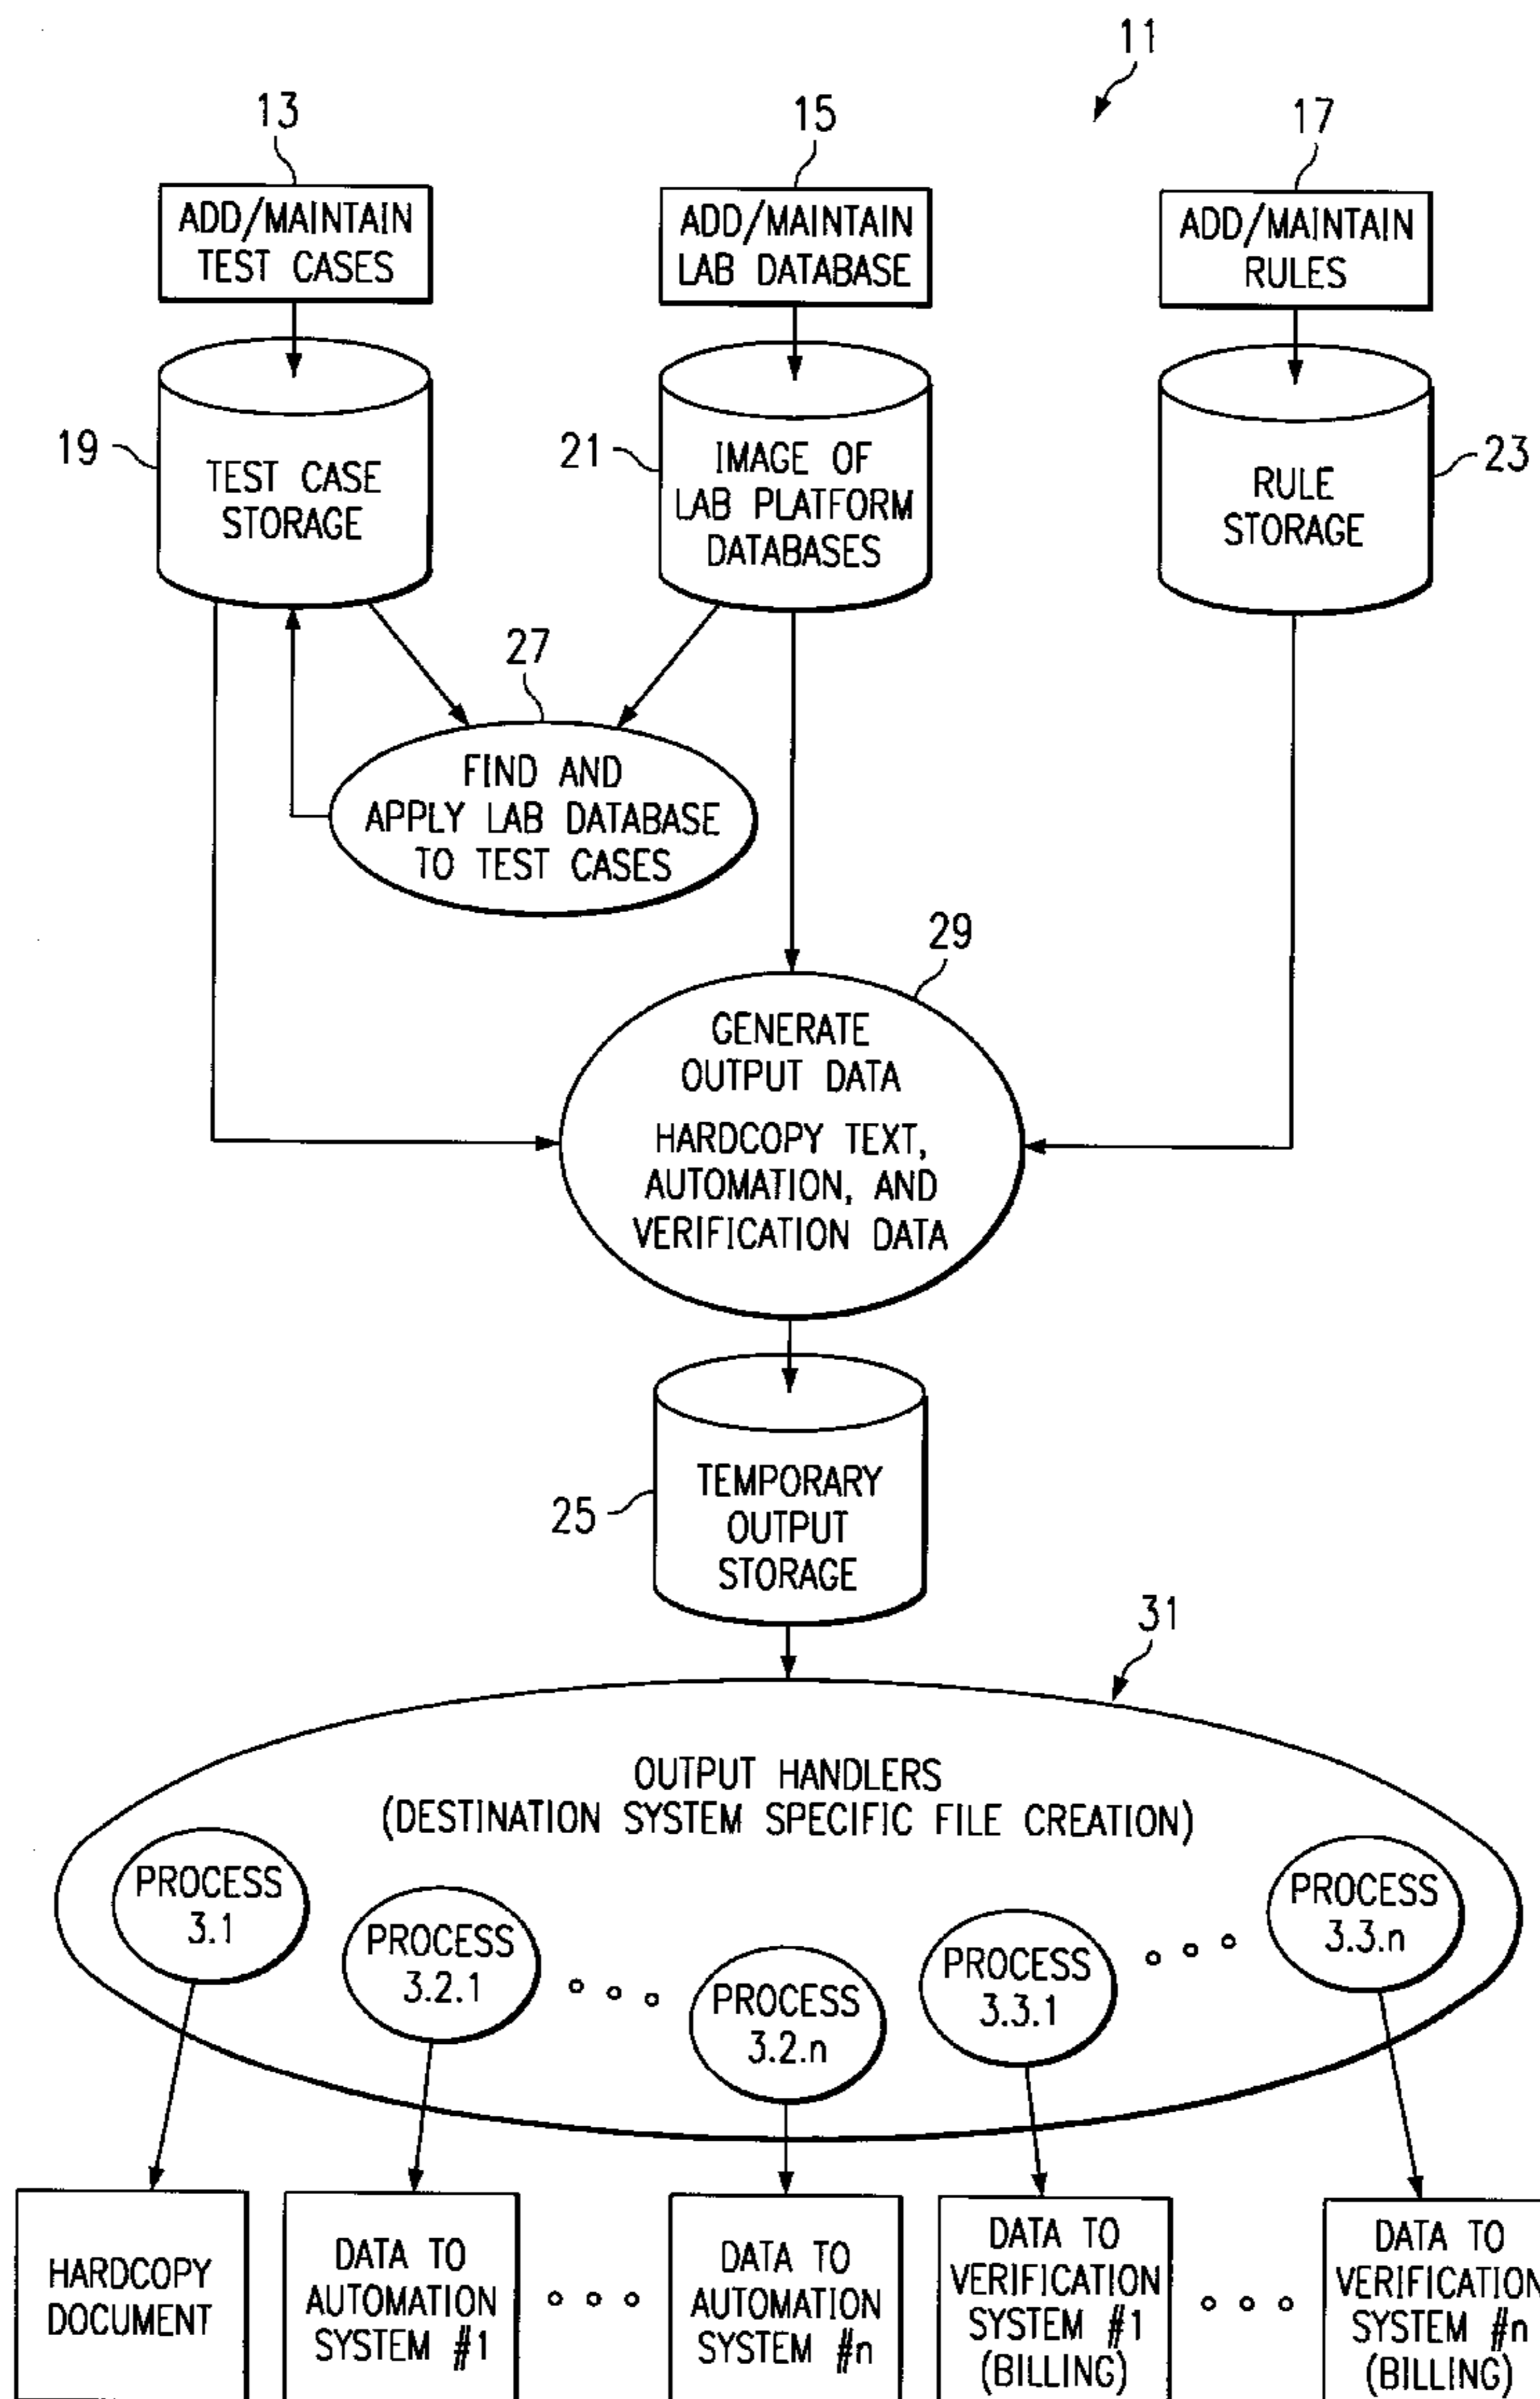 11
13
15
17
ADD/MAINTAIN
TEST CASES
ADD/MAINTAIN
LAB DATABASE
ADD/MAINTAIN
RULES
19
TEST CASE
STORAGE
21
IMAGE OF
LAB PLATFORM
DATABASES
RULE
STORAGE
23
27
FIND AND
APPLY LAB DATABASE
TO TEST CASES
29
GENERATE
OUTPUT DATA
HARDCOPY TEXT,
AUTOMATION, AND
VERIFICATION DATA
25
TEMPORARY
OUTPUT
STORAGE
31
OUTPUT HANDLERS
(DESTINATION SYSTEM SPECIFIC FILE CREATION)
PROCESS
3.1
PROCESS
3.2.1
PROCESS
3.2.n
PROCESS
3.3.1
PROCESS
3.3.n
HARDCOPY
DOCUMENT
DATA TO
AUTOMATION
SYSTEM #1
DATA TO
AUTOMATION
SYSTEM #n
DATA TO
VERIFICATION
SYSTEM #1
(BILLING)
DATA TO
VERIFICATION
SYSTEM #n
(BILLING)